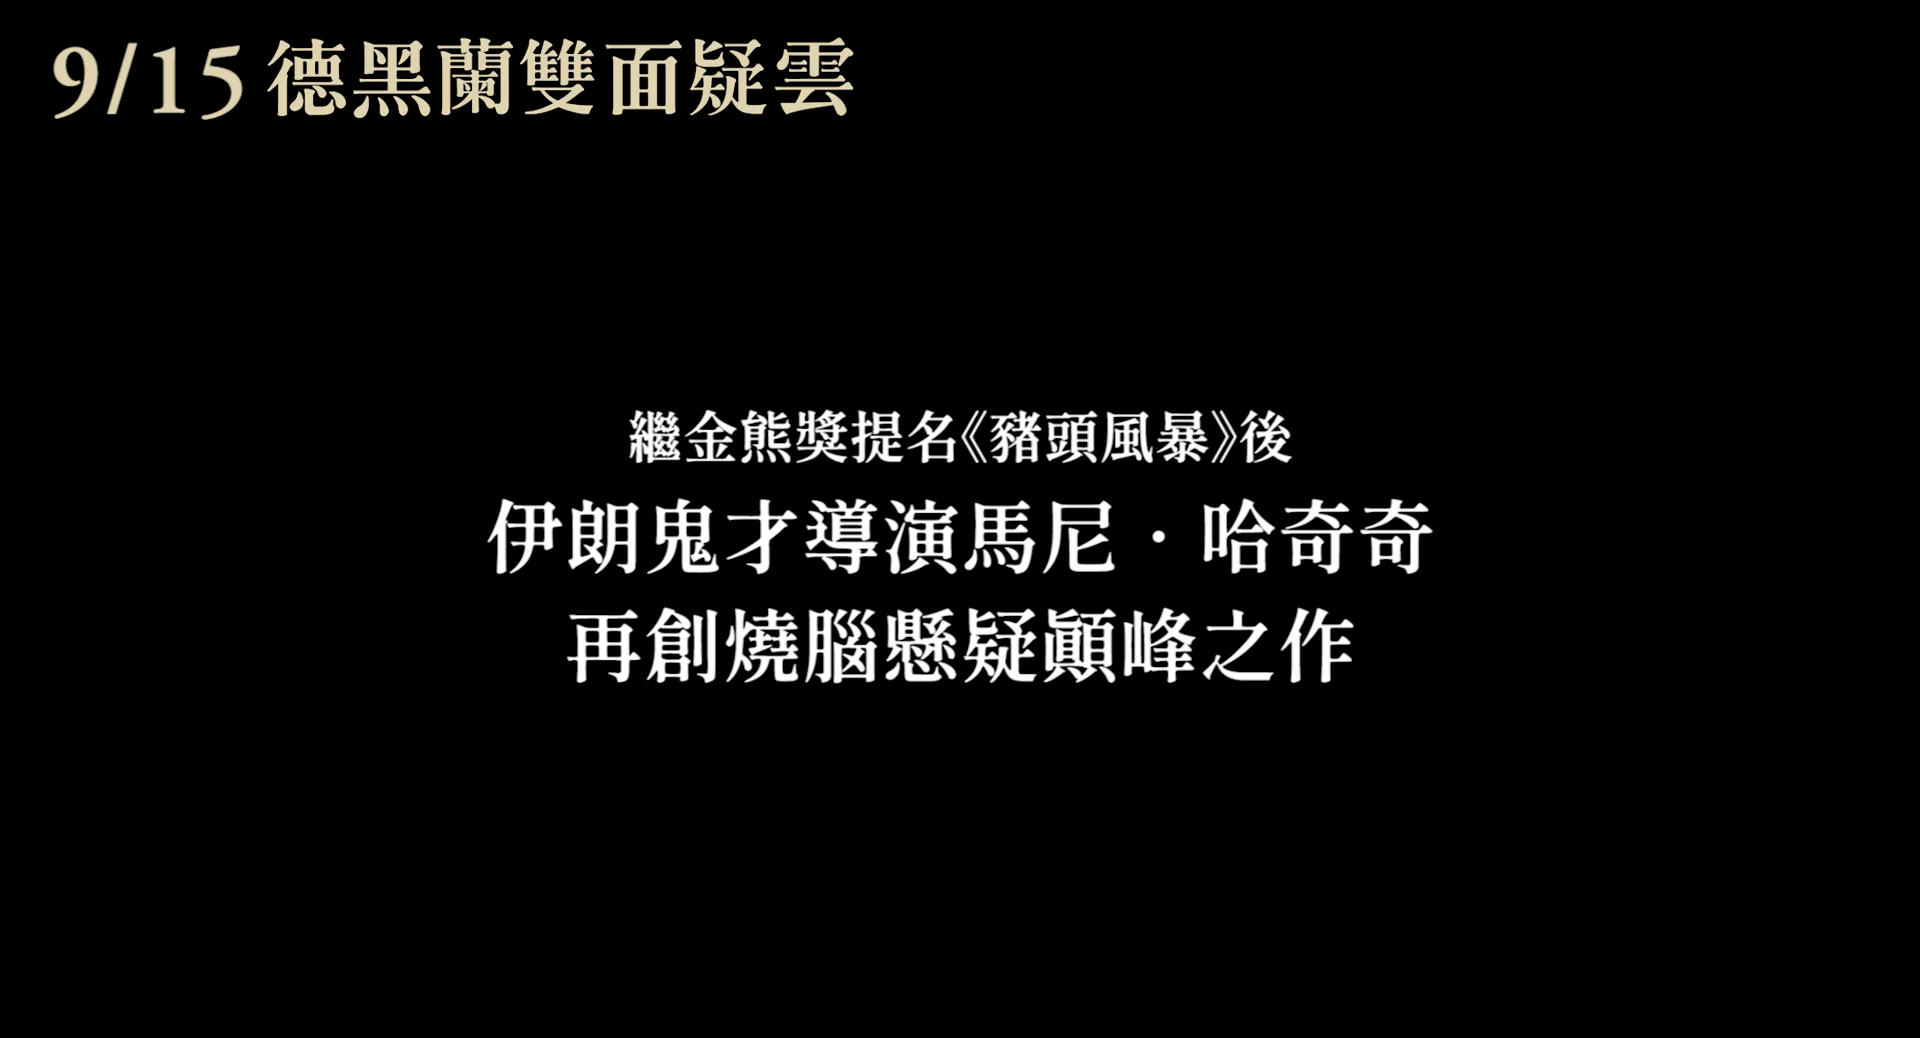 9/15 德黑蘭雙面疑雲
繼金熊獎提名《豬頭風暴》後
伊朗鬼才導演馬尼·哈奇奇
再創燒腦懸疑顛峰之作